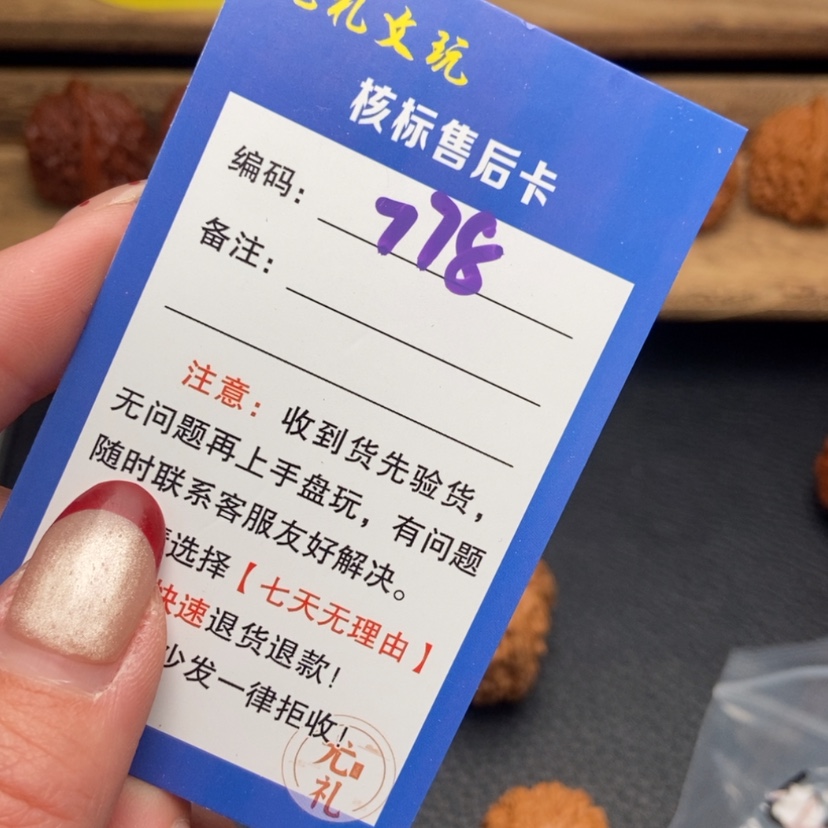 礼文玩
核标售后卡
编码：778
备注：
注意：收到货先验货，
无问题再上手盘玩，有问题
随时联系客服友好解决。
选择【七天无理由】
快速退货退款！
少发一律拒收！
元
礼